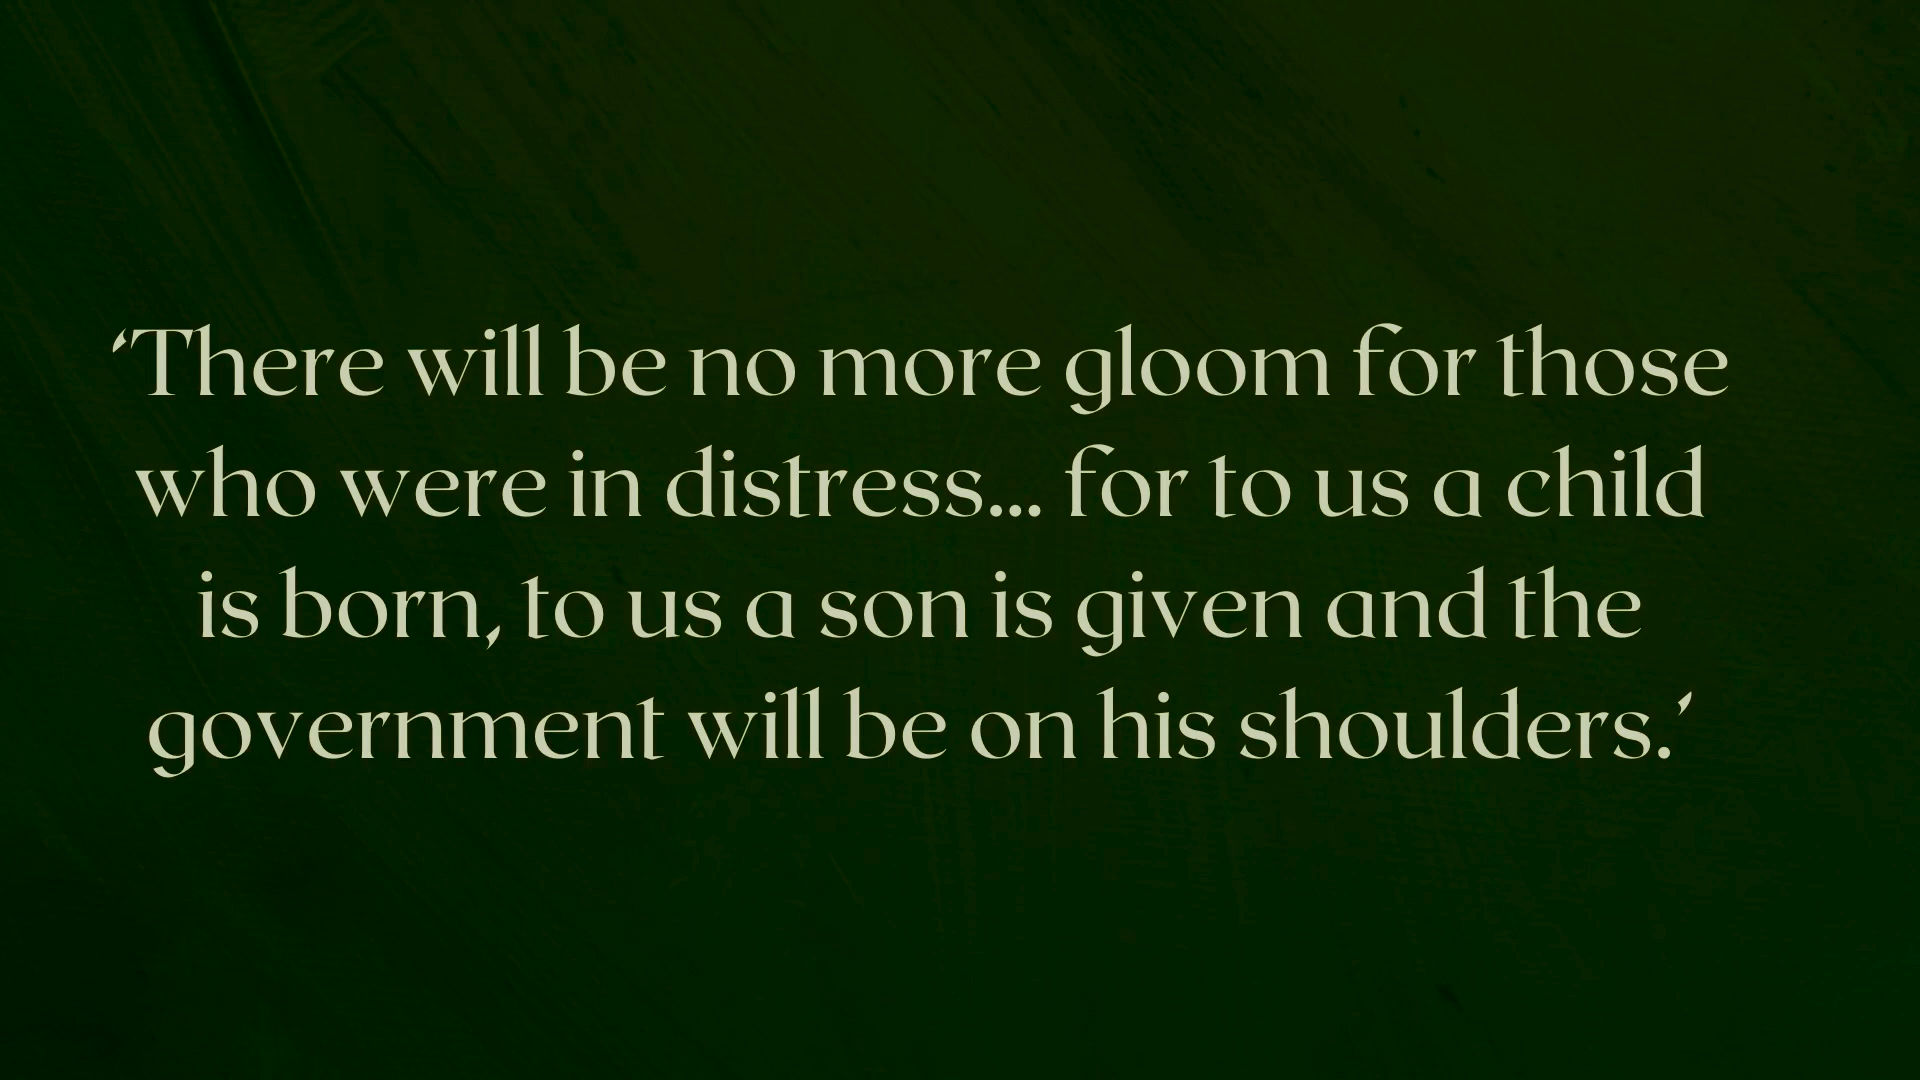 ‘There will be no more gloom for those
who were in distress... for to us a child
is born, to us a son is given and the
government will be on his shoulders.’